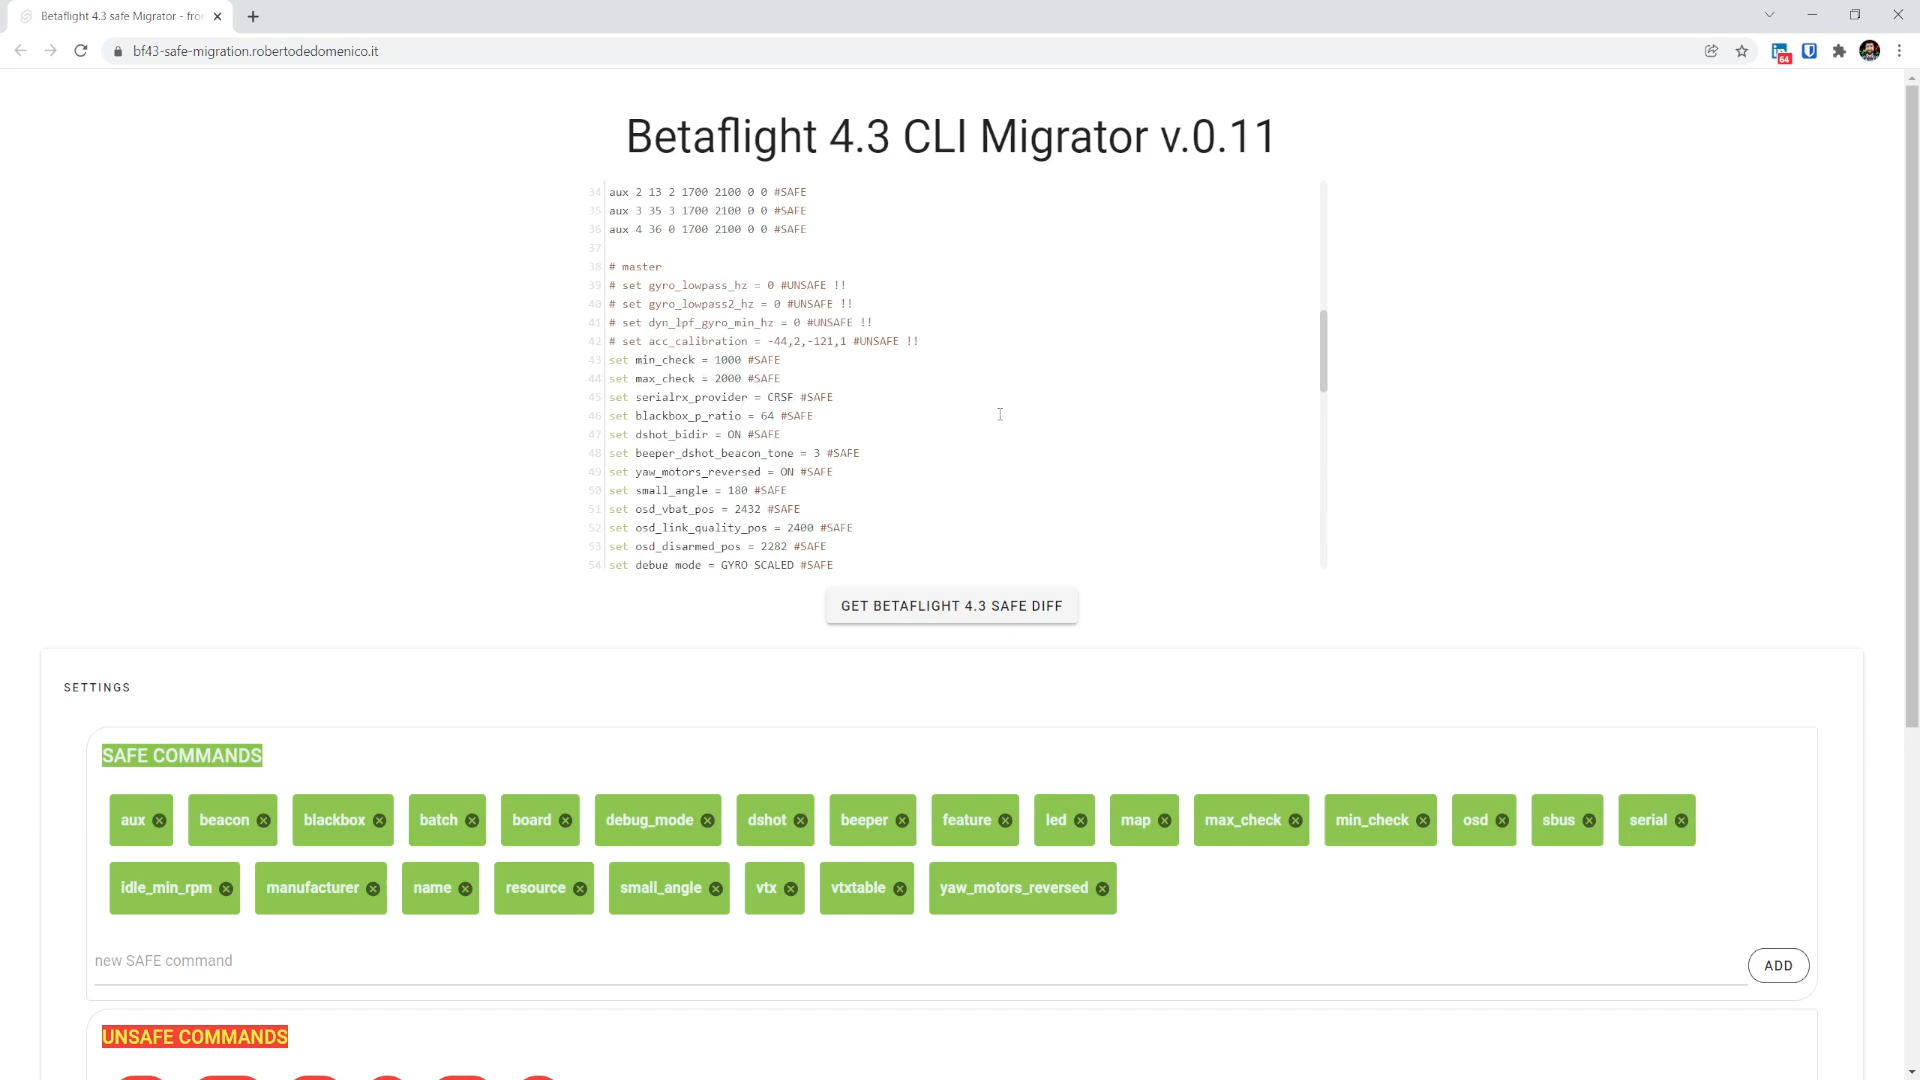 Betaflight 4.3 safe Migrator - fro
bf43-safe-migration.robertodedomenico.it
64
Betaflight 4.3 CLI Migrator v.0.11
34 aux 2 13 2 1700 2100 0 0 #SAFE
35 aux 3 35 3 1700 2100 0 0 #SAFE
36 aux 4 36 0 1700 2100 0 0 #SAFE
37
38 # master
39 # set gyro_lowpass_hz = 0 #UNSAFE !!
40 # set gyro_lowpass2_hz = 0 #UNSAFE !!
41 # set dyn_lpf_gyro_min_hz = 0 #UNSAFE !!
42 # set acc_calibration = -44,2,-121,1 #UNSAFE !!
43 set min_check = 1000 #SAFE
44 set max_check = 2000 #SAFE
45 set serialrx_provider = CRSF #SAFE
46 set blackbox_p_ratio = 64 #SAFE
47 set dshot_bidir = ON #SAFE
48 set beeper_dshot_beacon_tone = 3 #SAFE
49 set yaw_motors_reversed = ON #SAFE
50 set small_angle = 180 #SAFE
51 set osd_vbat_pos = 2432 #SAFE
52 set osd_link_quality_pos = 2400 #SAFE
53 set osd_disarmed_pos = 2282 #SAFE
54 set debug_mode = GYRO_SCALED #SAFE
GET BETAFLIGHT 4.3 SAFE DIFF
SETTINGS
SAFE COMMANDS
aux beacon blackbox batch board debug_mode dshot beeper feature led map max_check min_check osd sbus serial
idle_min_rpm manufacturer name resource small_angle vtx vtxtable yaw_motors_reversed
new SAFE command
ADD
UNSAFE COMMANDS